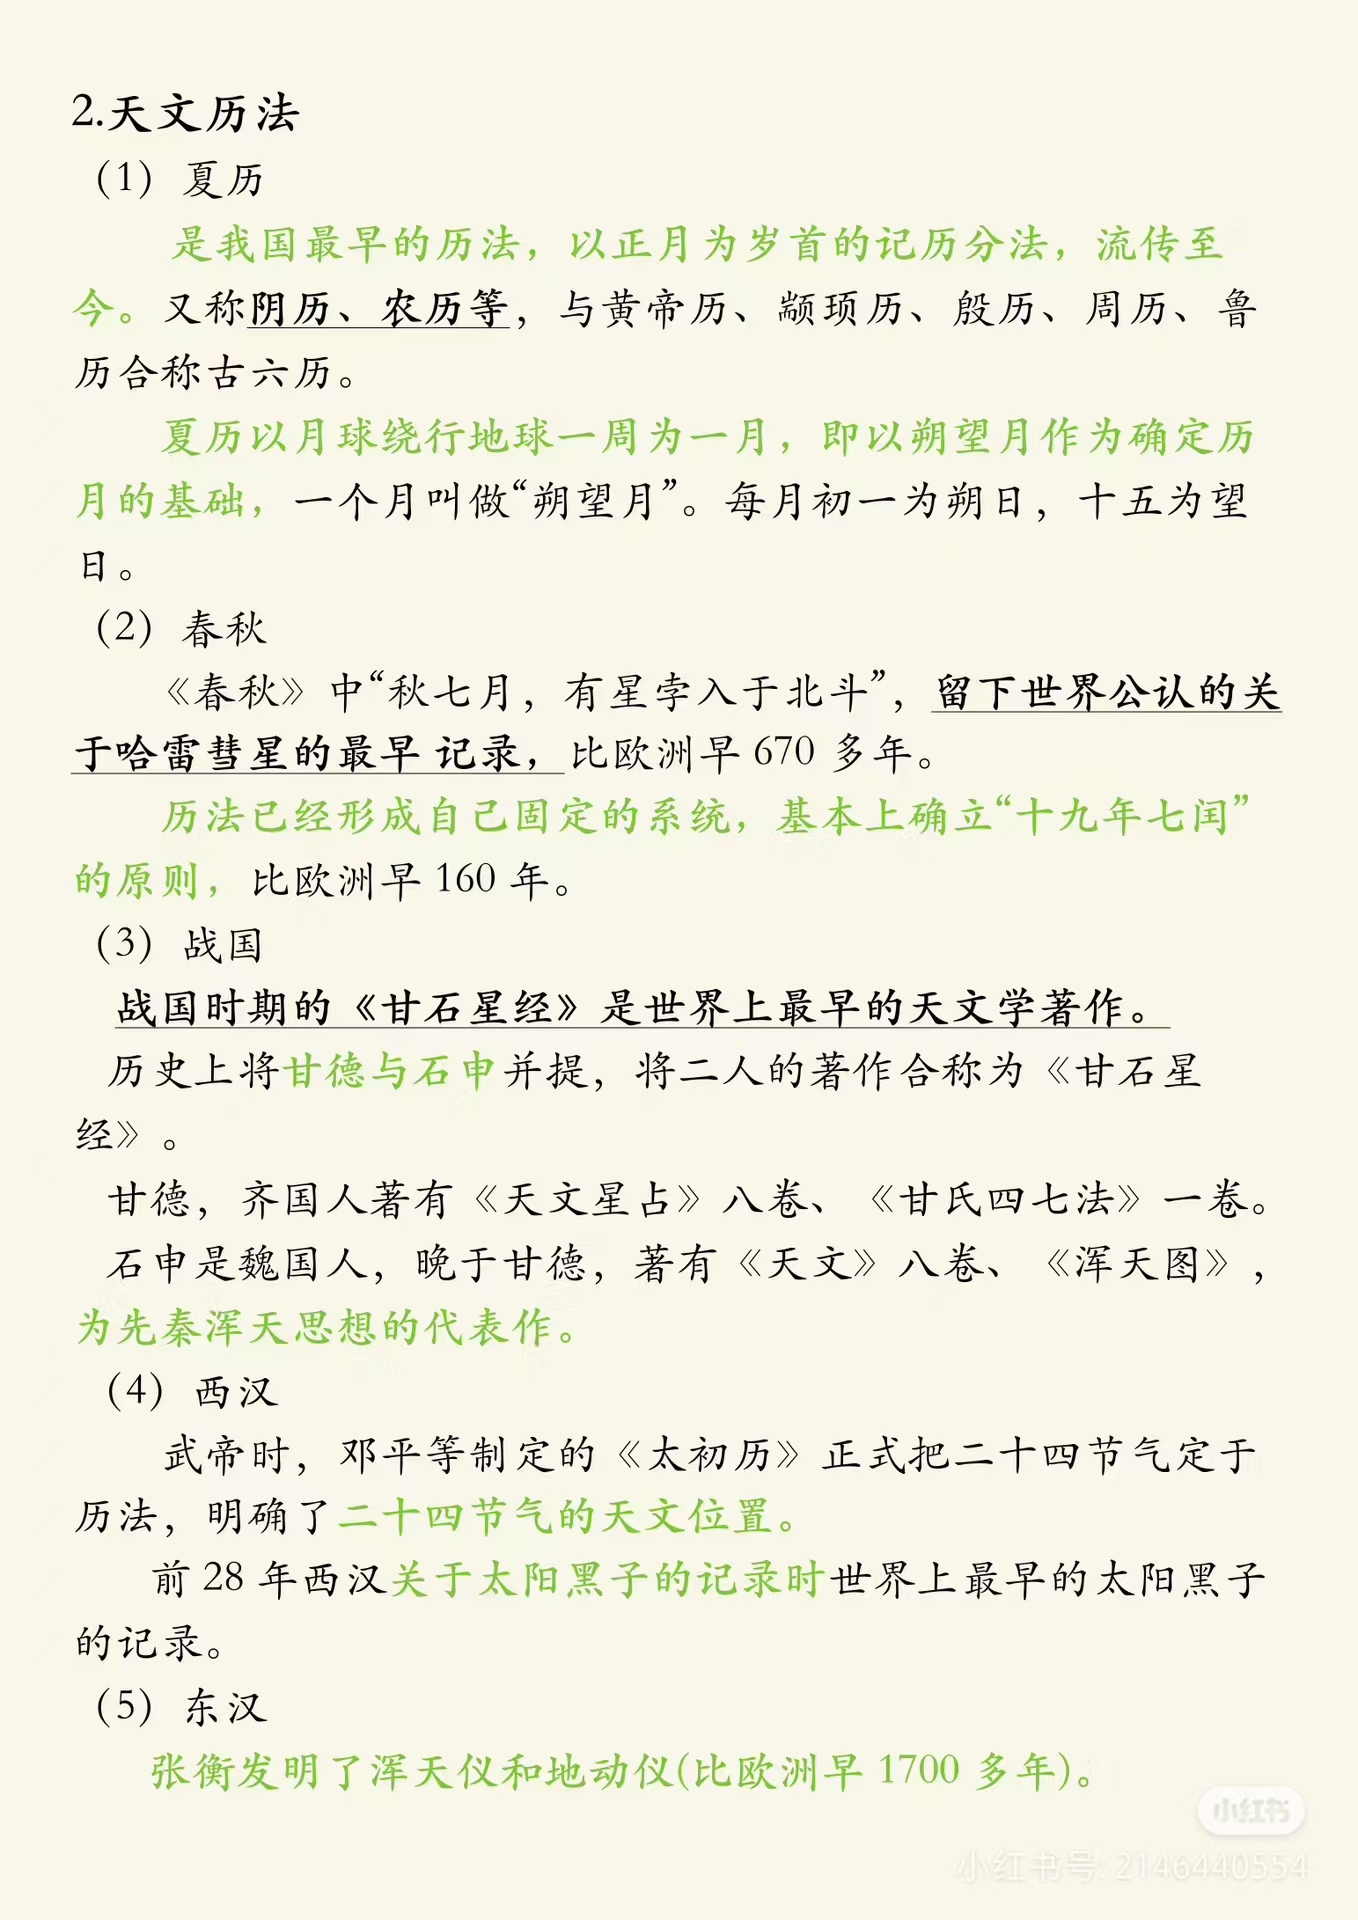 2.天文历法
（1）夏历
是我国最早的历法，以正月为岁首的记历分法，流传至
今。又称阴历、农历等，与黄帝历、颛顼历、殷历、周历、鲁
历合称古六历。
夏历以月球绕行地球一周为一月，即以朔望月作为确定历
月的基础，一个月叫做“朔望月”。每月初一为朔日，十五为望
日。
（2）春秋
《春秋》中“秋七月，有星孛入于北斗”，留下世界公认的关
于哈雷彗星的最早 记录，比欧洲早 670 多年。
历法已经形成自己固定的系统，基本上确立“十九年七闰”
的原则，比欧洲早 160 年。
（3）战国
战国时期的《甘石星经》是世界上最早的天文学著作。
历史上将甘德与石申并提，将二人的著作合称为《甘石星
经》。
甘德，齐国人著有《天文星占》八卷、《甘氏四七法》一卷。
石申是魏国人，晚于甘德，著有《天文》八卷、《浑天图》，
为先秦浑天思想的代表作。
（4）西汉
武帝时，邓平等制定的《太初历》正式把二十四节气定于
历法，明确了二十四节气的天文位置。
前 28 年西汉关于太阳黑子的记录时世界上最早的太阳黑子
的记录。
（5）东汉
张衡发明了浑天仪和地动仪(比欧洲早 1700 多年)。
小红书
小红书号: 2146440554